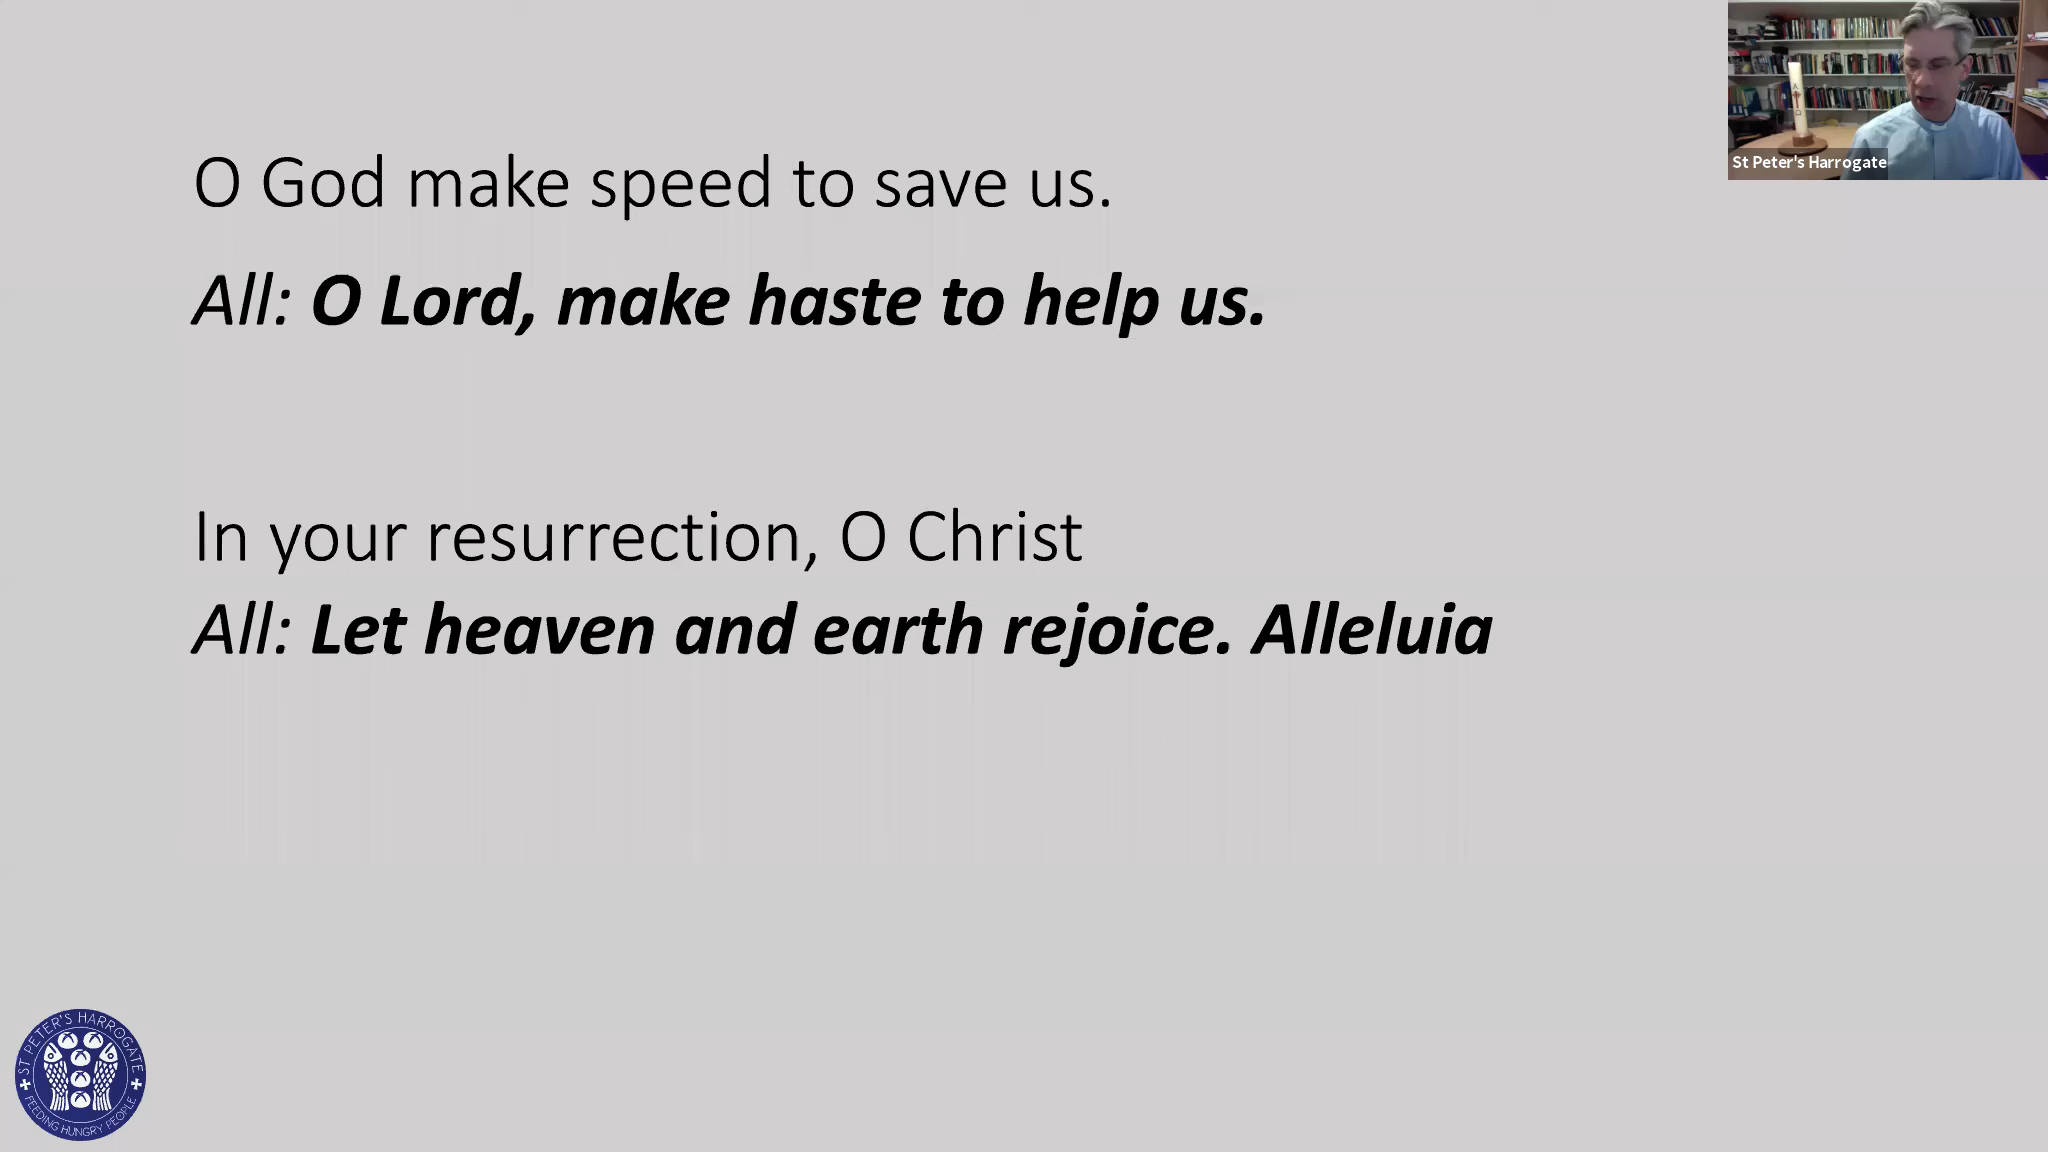 O God make speed to save us.
All: O Lord, make haste to help us.
In your resurrection, O Christ
All: Let heaven and earth rejoice. Alleluia
St Peter's Harrogate
ST PETER'S HARROGATE
FEEDING HUNGRY PEOPLE